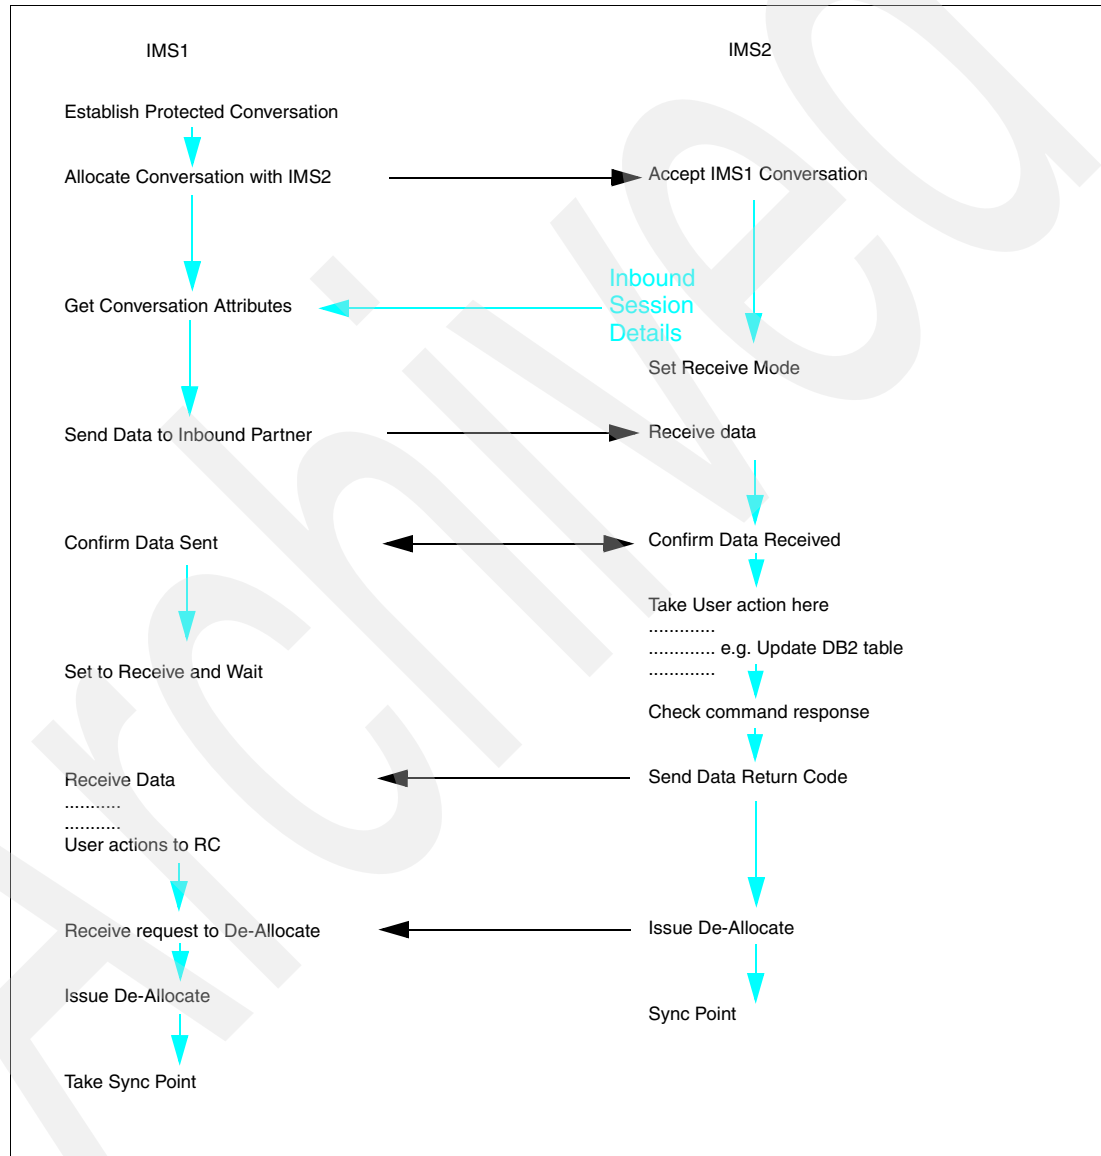 IMS1
IMS2
Establish Protected Conversation
Allocate Conversation with IMS2
Accept IMS1 Conversation
Inbound
Session
Details
Get Conversation Attributes
Set Receive Mode
Send Data to Inbound Partner
Receive data
Confirm Data Sent
Confirm Data Received
Take User action here
.............
............. e.g. Update DB2 table
.............
Set to Receive and Wait
Check command response
Receive Data
...........
...........
User actions to RC
Send Data Return Code
Receive request to De-Allocate
Issue De-Allocate
Issue De-Allocate
Sync Point
Take Sync Point
Archived